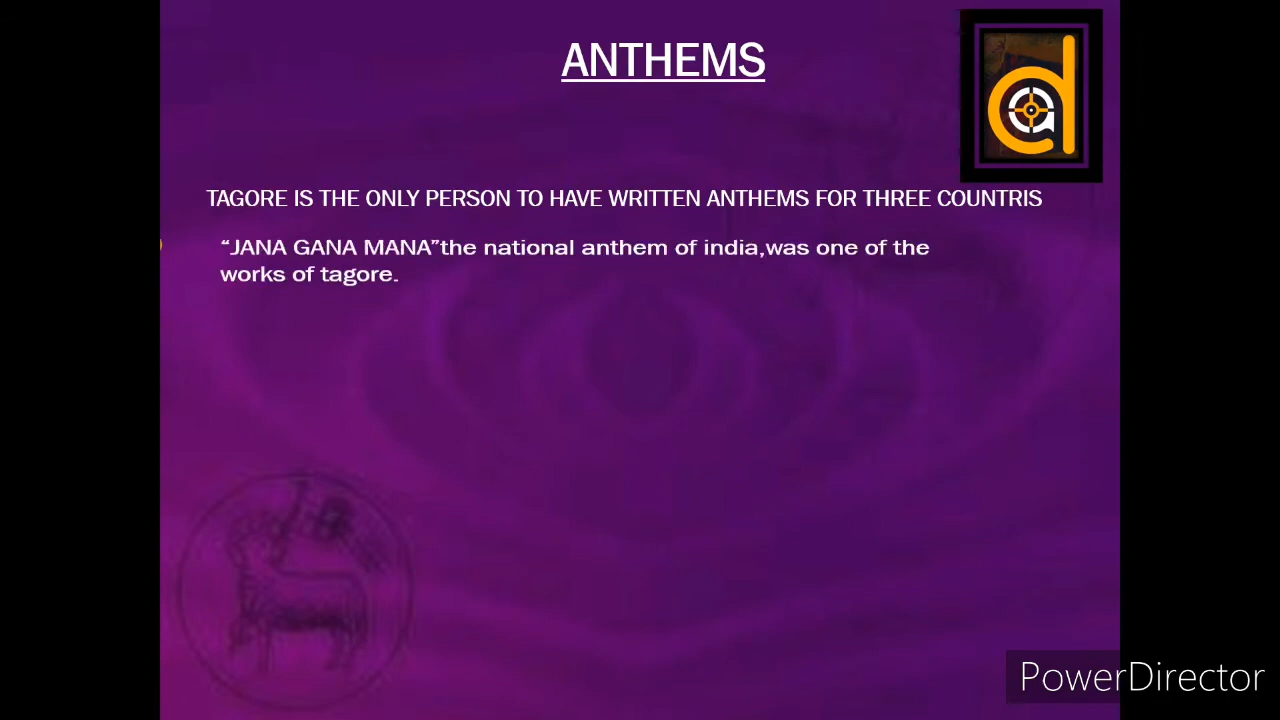 ANTHEMS
TAGORE IS THE ONLY PERSON TO HAVE WRITTEN ANTHEMS FOR THREE COUNTRIS
“JANA GANA MANA”the national anthem of india,was one of the
works of tagore.
PowerDirector